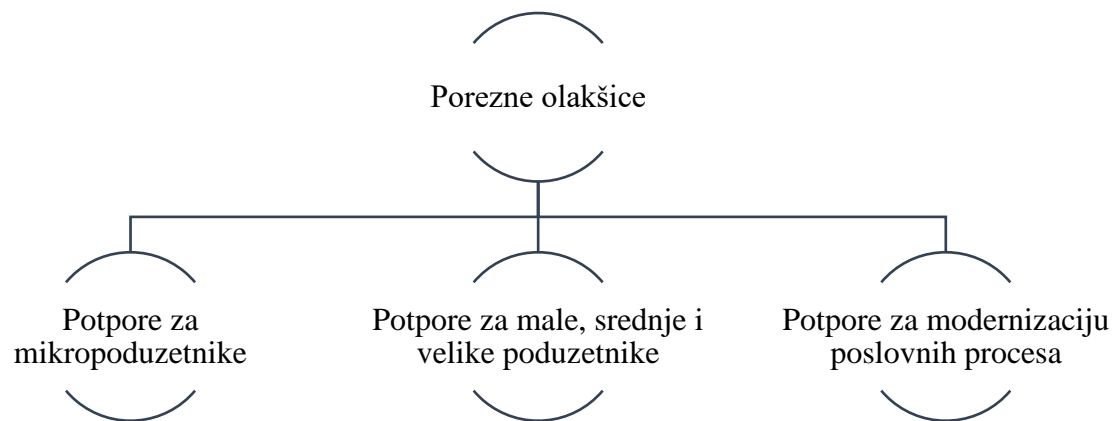 Porezne olakšice
Potpore za
mikropoduzetnike
Potpore za male, srednje i
velike poduzetnike
Potpore za modernizaciju
poslovnih procesa